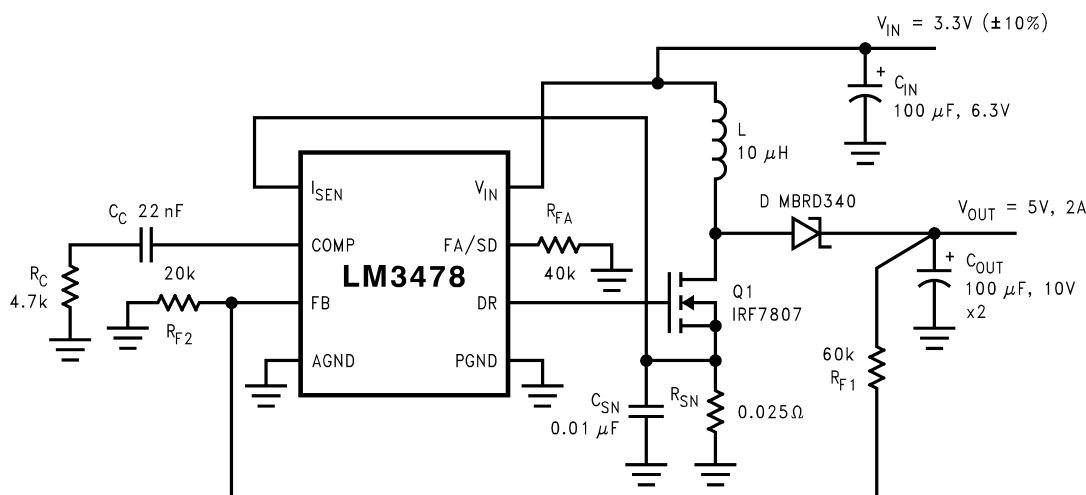 V_IN = 3.3V (±10%)
+
C_IN
100 μF, 6.3V
L
10 μH
I_SEN
V_IN
D MBRD340
V_OUT = 5V, 2A
C_C 22 nF
R_FA
COMP
FA/SD
+
C_OUT
100 μF, 10V
x2
R_C
4.7k
20k
LM3478
40k
Q1
IRF7807
FB
DR
R_F2
60k
R_F1
AGND
PGND
C_SN
0.01 μF
R_SN
0.025Ω